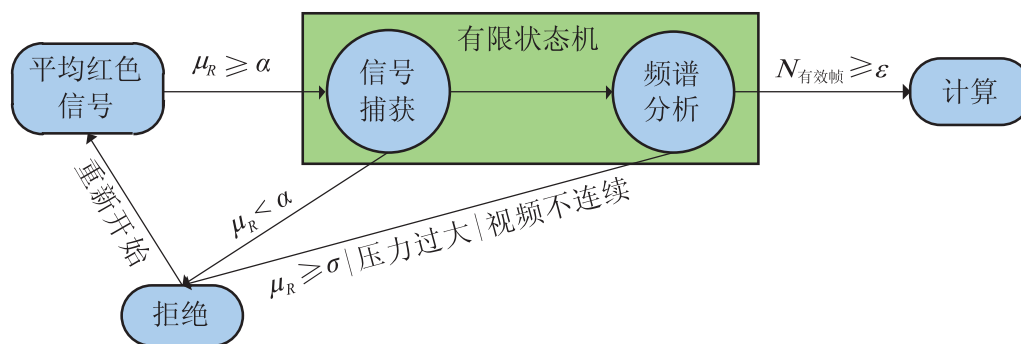 有限状态机
平均红色
信号
μR ≥ α
信号
捕获
频谱
分析
N有效帧 ≥ ε
计算
重新开始
μR < α
μR ≥ σ|压力过大|视频不连续
拒绝